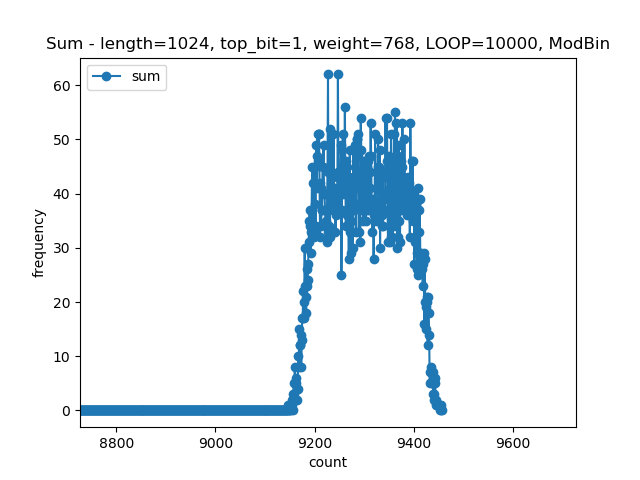 Sum - length=1024, top_bit=1, weight=768, LOOP=10000, ModBin
sum
frequency
60
50
40
30
20
10
0
8800 9000 9200 9400 9600
count